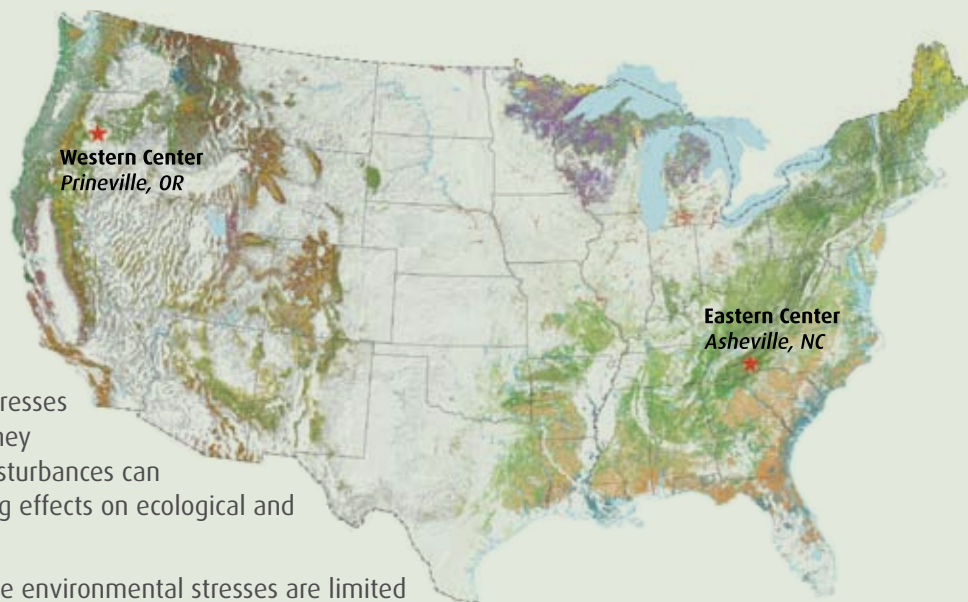 Western Center
Prineville, OR
Eastern Center
Asheville, NC
resses
ney
sturbances can
g effects on ecological and
e environmental stresses are limited